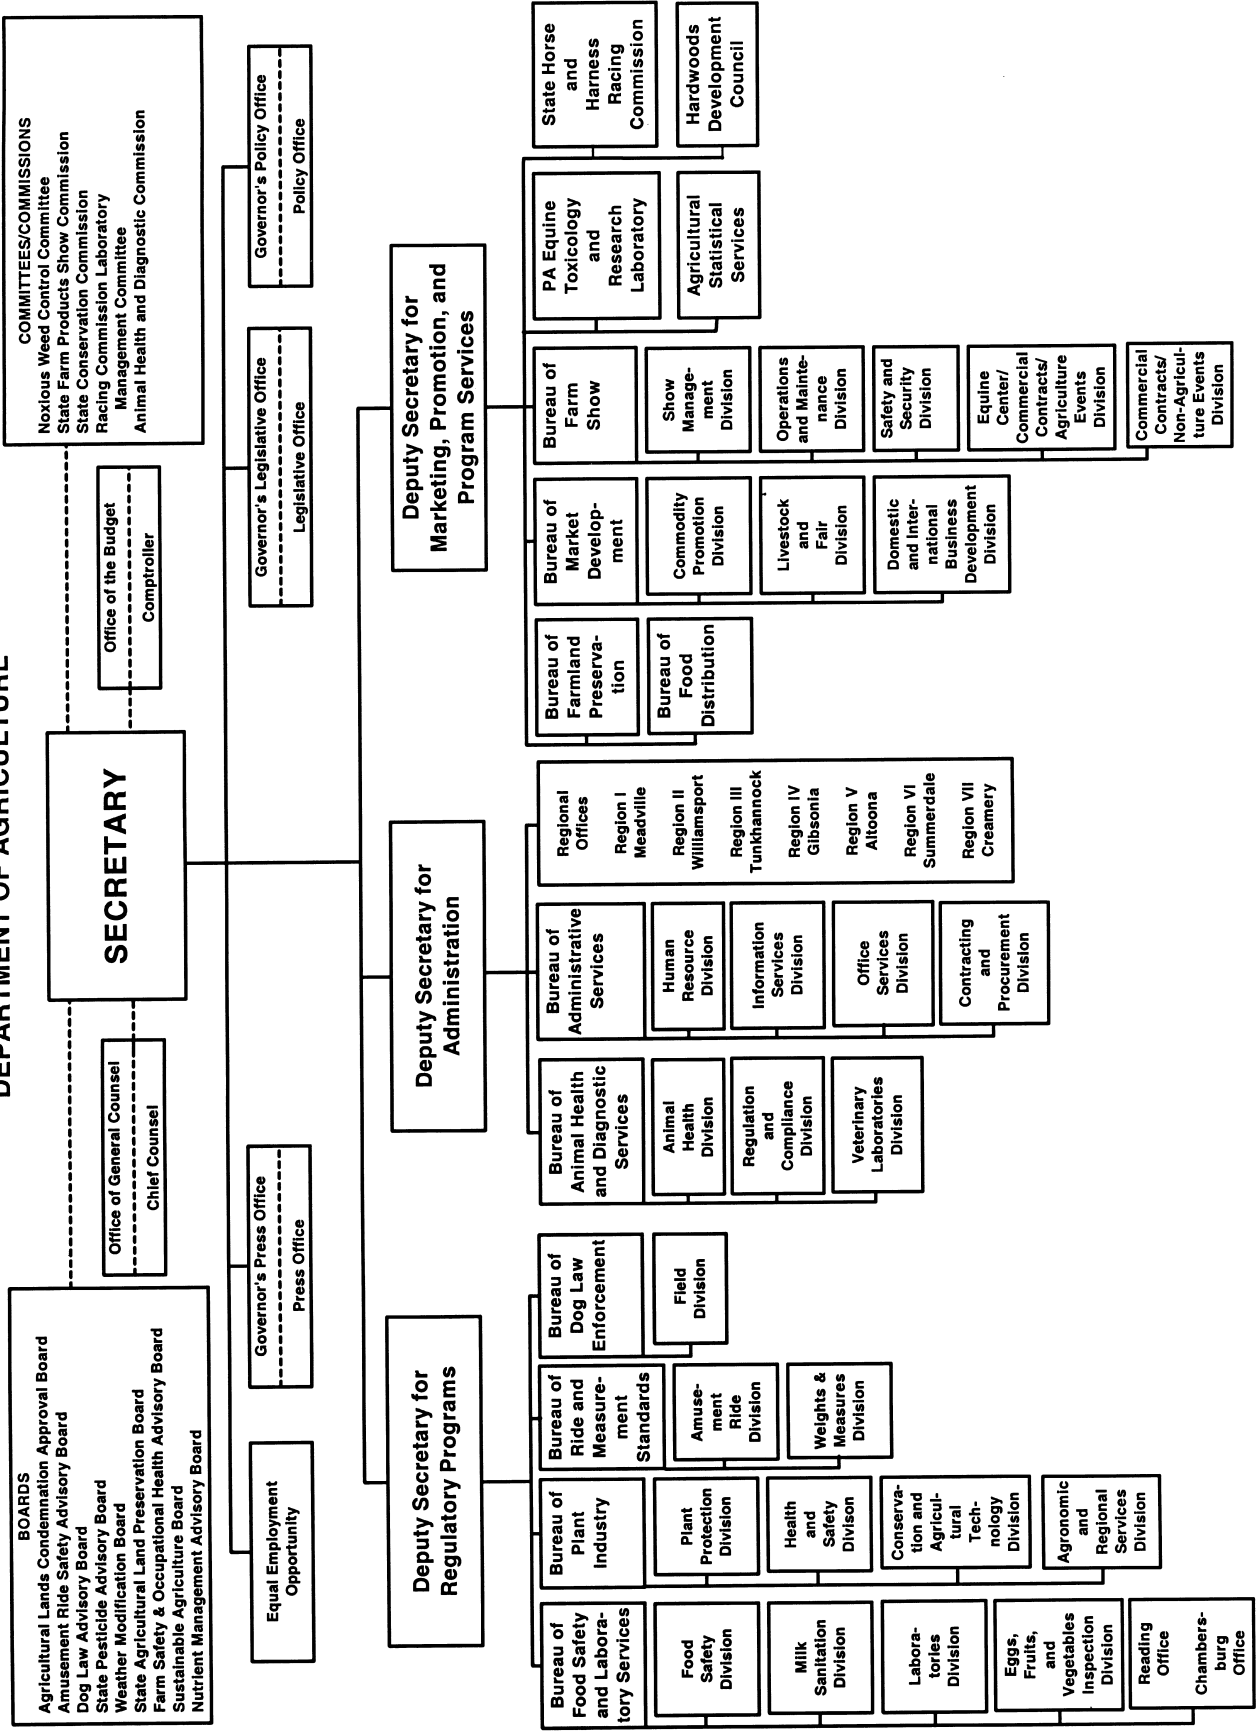 DEPARTMENT OF AGRICULTURE
BOARDS
Agricultural Lands Condemnation Approval Board
Amusement Ride Safety Advisory Board
Dog Law Advisory Board
State Pesticide Advisory Board
Weather Modification Board
State Agricultural Land Preservation Board
Farm Safety & Occupational Health Advisory Board
Sustainable Agriculture Board
Nutrient Management Advisory Board
SECRETARY
COMMITTEES/COMMISSIONS
Noxious Weed Control Committee
State Farm Products Show Commission
State Conservation Commission
Racing Commission Laboratory
Management Committee
Animal Health and Diagnostic Commission
Office of General Counsel
Chief Counsel
Office of the Budget
Comptroller
Equal Employment
Opportunity
Governor's Press Office
Press Office
Governor's Legislative Office
Legislative Office
Governor's Policy Office
Policy Office
Deputy Secretary for
Regulatory Programs
Deputy Secretary for
Administration
Deputy Secretary for
Marketing, Promotion, and
Program Services
Bureau of
Food Safety
and Labora-
tory Services
Food
Safety
Division
Milk
Sanitation
Division
Labora-
tories
Division
Eggs,
Fruits,
and
Vegetables
Inspection
Division
Reading
Office
Chambers-
burg
Office
Bureau of
Plant
Industry
Plant
Protection
Division
Health
and
Safety
Divison
Conserva-
tion and
Agricul-
tural
Tech-
nology
Division
Agronomic
and
Regional
Services
Division
Bureau of
Ride and
Measure-
ment
Standards
Amuse-
ment
Ride
Division
Weights &
Measures
Division
Bureau of
Dog Law
Enforcement
Field
Division
Bureau of
Animal Health
and Diagnostic
Services
Animal
Health
Division
Regulation
and
Compliance
Division
Veterinary
Laboratories
Division
Bureau of
Administrative
Services
Human
Resource
Division
Information
Services
Division
Office
Services
Division
Contracting
and
Procurement
Division
Regional
Offices
Region I
Meadville
Region II
Williamsport
Region III
Tunkhannock
Region IV
Gibsonia
Region V
Altoona
Region VI
Summerdale
Region VII
Creamery
Bureau of
Farmland
Preserva-
tion
Bureau of
Food
Distribution
Bureau of
Market
Develop-
ment
Commodity
Promotion
Division
Livestock
and
Fair
Division
Domestic
and Inter-
national
Business
Development
Division
Bureau of
Farm
Show
Show
Manage-
ment
Division
Operations
and Mainte-
nance
Division
Safety and
Security
Division
Equine
Center/
Commercial
Contracts/
Agriculture
Events
Division
Commercial
Contracts/
Non-Agricul-
ture Events
Division
PA Equine
Toxicology
and
Research
Laboratory
Agricultural
Statistical
Services
State Horse
and
Harness
Racing
Commission
Hardwoods
Development
Council